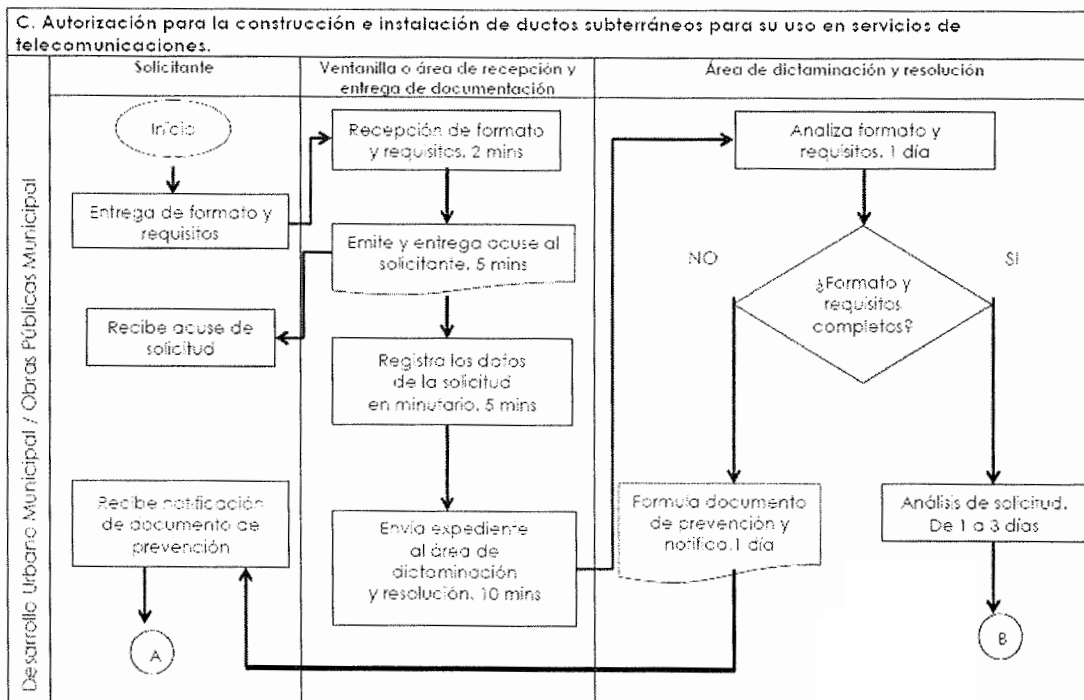 C. Autorización para la construcción e instalación de ductos subterráneos para su uso en servicios de
telecomunicaciones.
Desarrollo Urbano Municipal / Obras Públicas Municipal
Solicitante
Ventanilla o área de recepción y
entrega de documentación
Área de dictaminación y resolución
Inicio
Entrega de formato y
requisitos
Recepción de formato
y requisitos. 2 mins
Emite y entrega acuse al
solicitante. 5 mins
Recibe acuse de
solicitud
Registra los datos
de la solicitud
en minutario. 5 mins
Envía expediente
al área de
dictaminación
y resolución. 10 mins
Analiza formato y
requisitos. 1 día
¿Formato y
requisitos
completos?
NO
SI
Formula documento
de prevención y
notifica.1 día
Análisis de solicitud.
De 1 a 3 días
Recibe notificación
de documento de
prevención
A
B